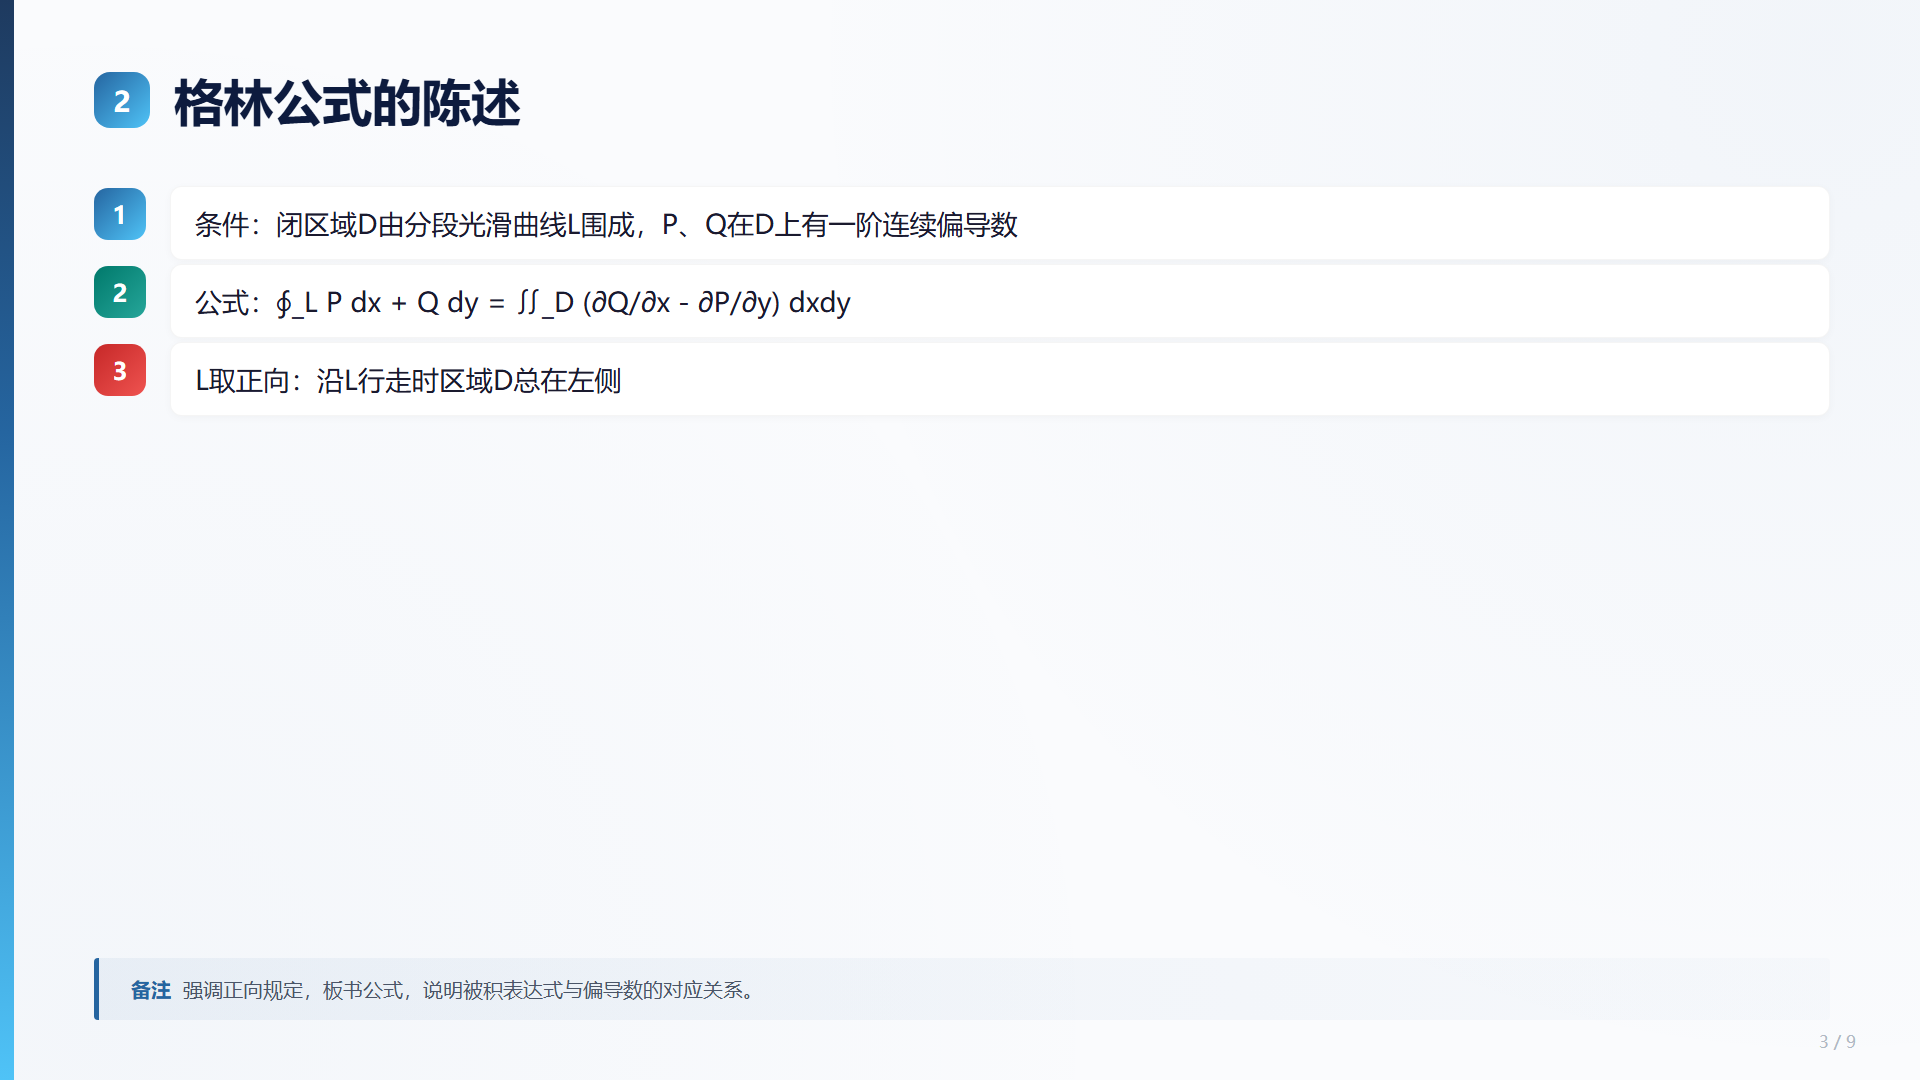 2 格林公式的陈述
1 条件：闭区域D由分段光滑曲线L围成，P、Q在D上有一阶连续偏导数
2 公式：∮_L P dx + Q dy = ∬_D (∂Q/∂x - ∂P/∂y) dxdy
3 L取正向：沿L行走时区域D总在左侧
备注 强调正向规定，板书公式，说明被积表达式与偏导数的对应关系。
3 / 9